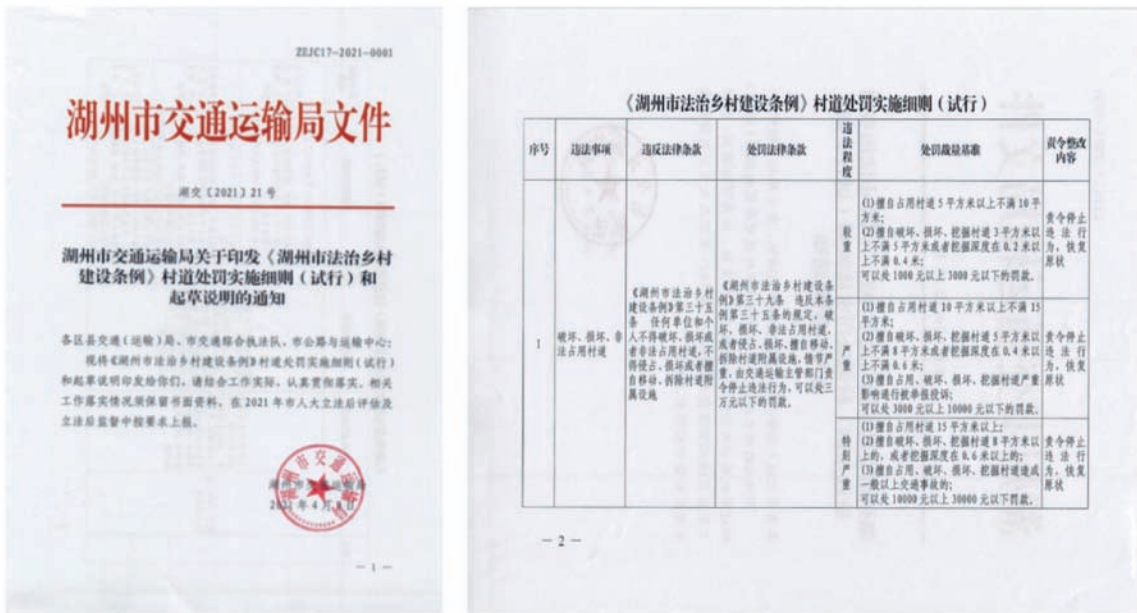 ZEJC17-2021-0001
湖州市交通运输局文件
湖交〔2021〕21号
湖州市交通运输局关于印发《湖州市法治乡村
建设条例》村道处罚实施细则(试行)和
起草说明的通知
各区县交通(运输)局、市交通综合执法队、市公路与运输中心:
现将《湖州市法治乡村建设条例》村道处罚实施细则(试行)
和起草说明印发给你们,请结合工作实际,认真贯彻落实。相关
工作落实情况须保留书面资料,在2021年市人大立法后评估及
立法后监督中按要求上报。
湖州市交通运输局
2021年4月
— 1 —
《湖州市法治乡村建设条例》村道处罚实施细则(试行)
序号
违法事项
违反法律条款
处罚法律条款
违法程度
处罚裁量基准
责令整改
内容
1
破坏、损坏、非
法占用村道
《湖州市法治乡村
建设条例》第三十五
条 任何单位和个
人不得破坏、损坏或
者非法占用村道,不
得侵占、损坏或者擅
自移动、拆除村道附
属设施
《湖州市法治乡村建设条
例》第三十九条 违反本条
例第三十五条的规定,破
坏、损坏、非法占用村道,
或者侵占、损坏、擅自移动、
拆除村道附属设施,情节严
重,由交通运输主管部门责
令停止违法行为,可以处三
万元以下的罚款。
较重
(1)擅自占用村道5平方米以上不满10平
方米;
(2)擅自破坏、损坏、挖掘村道3平方米以
上不满5平方米或者挖掘深度在0.2米以
上不满0.4米;
可以处1000元以上3000元以下的罚款。
责令停止
违法行
为,恢复
原状
严重
(1)擅自占用村道10平方米以上不满15
平方米;
(2)擅自破坏、损坏、挖掘村道5平方米以
上不满8平方米或者挖掘深度在0.4米以
上不满0.6米;
(3)擅自占用、破坏、损坏、挖掘村道严重
影响通行被举报投诉;
可以处3000元以上10000元以下的罚款。
责令停止
违法行
为,恢复
原状
特别严重
(1)擅自占用村道15平方米以上;
(2)擅自破坏、损坏、挖掘村道8平方米以
上的,或者挖掘深度在0.6米以上的;
(3)擅自占用、破坏、损坏、挖掘村道造成
一般以上交通事故的;
可以处10000元以上30000元以下罚款。
责令停止
违法行
为,恢复
原状
— 2 —